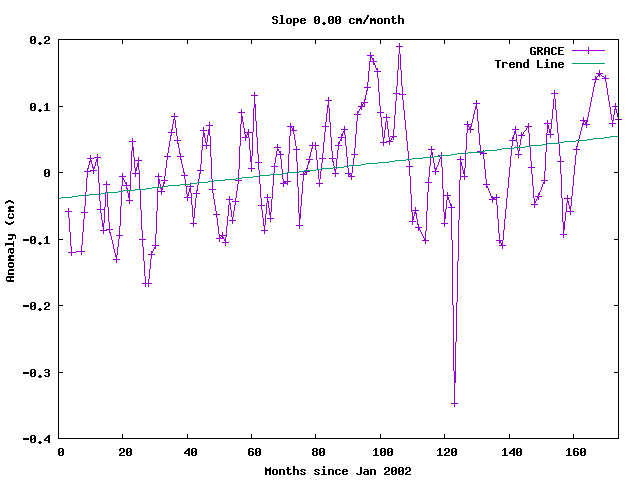 Slope 0.00 cm/month
GRACE
Trend Line
0.2
0.1
0
-0.1
-0.2
-0.3
-0.4
Anomaly (cm)
0 20 40 60 80 100 120 140 160
Months since Jan 2002